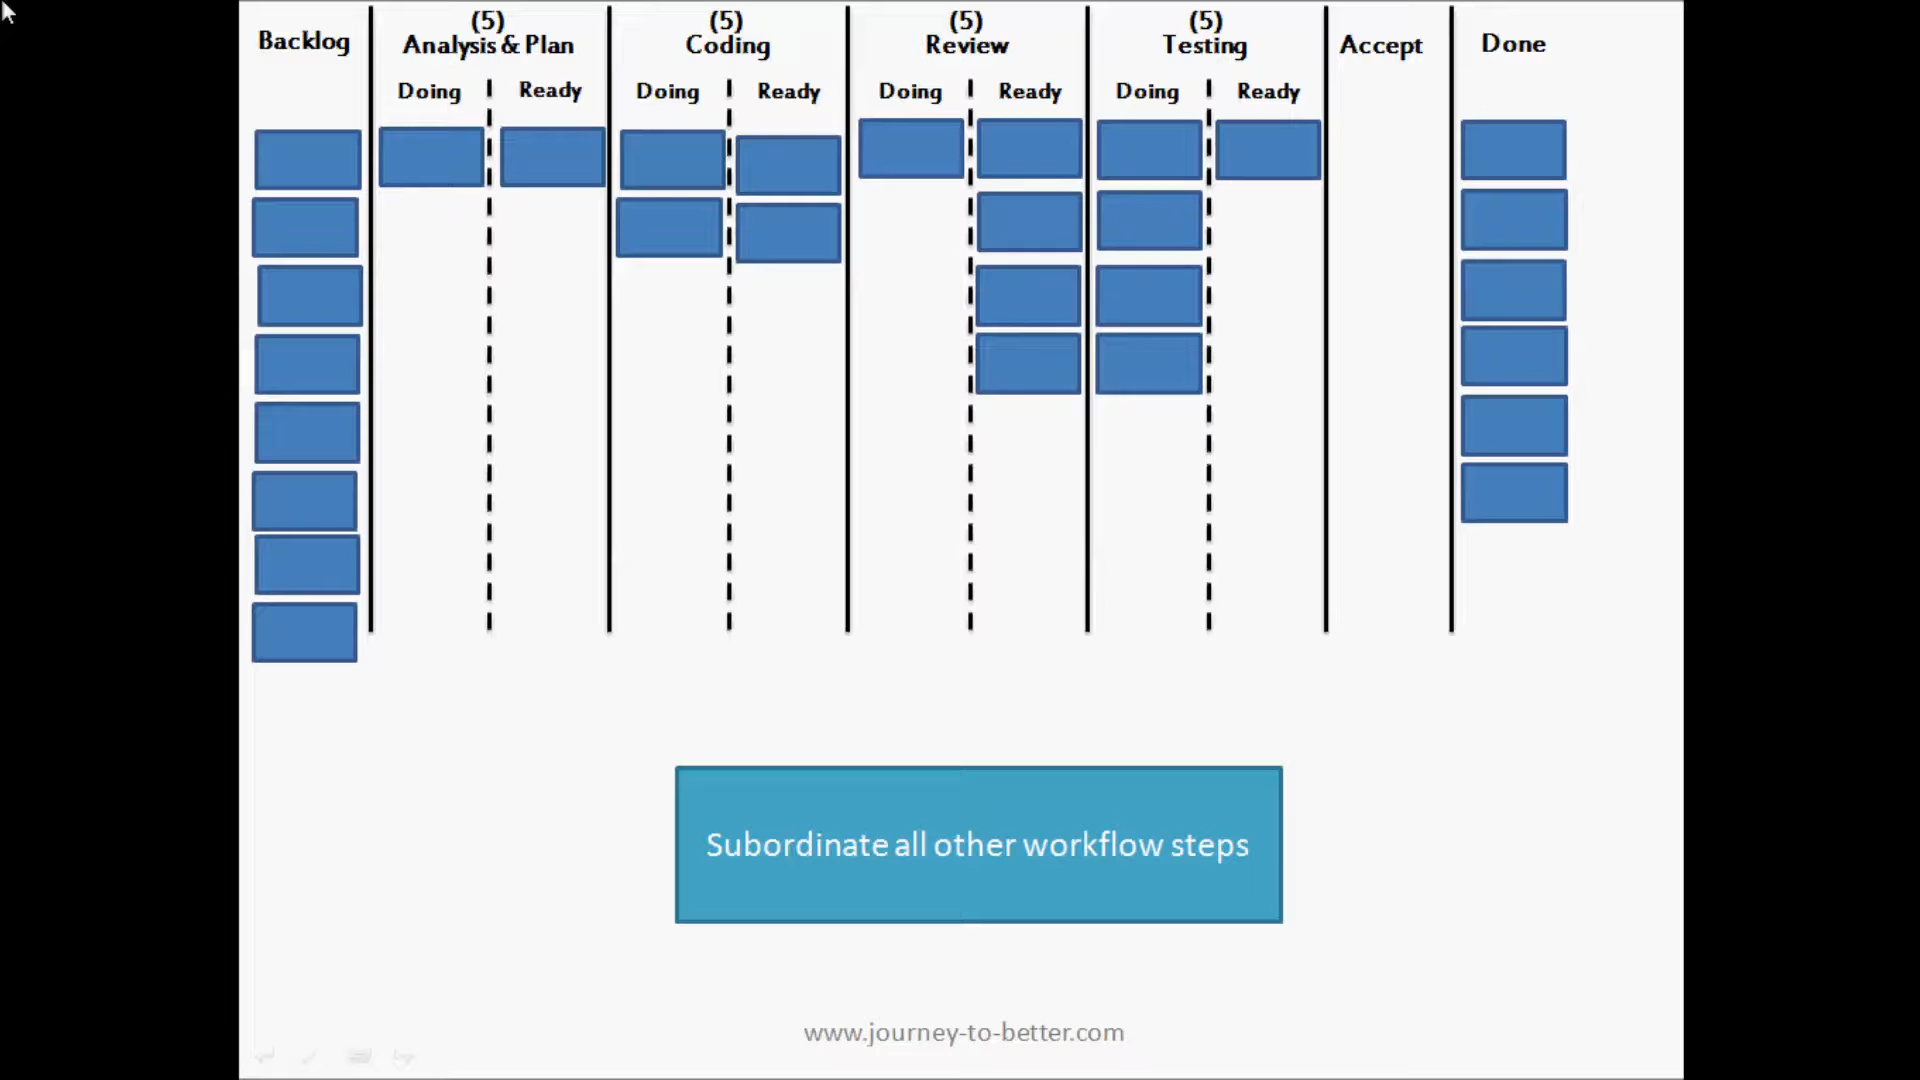 (5) (5) (5) (5)
Backlog Analysis & Plan Coding Review Testing Accept Done
Doing Ready Doing Ready Doing Ready Doing Ready
Subordinate all other workflow steps
www.journey-to-better.com